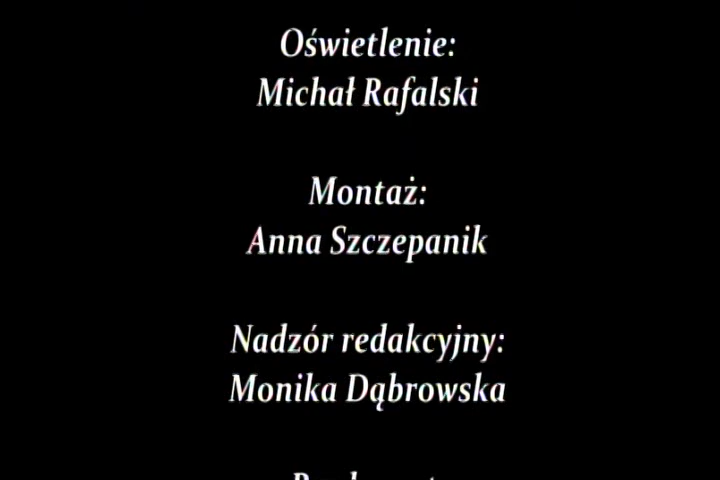 Oświetlenie:
Michał Rafalski
Montaż:
Anna Szczepanik
Nadzór redakcyjny:
Monika Dąbrowska